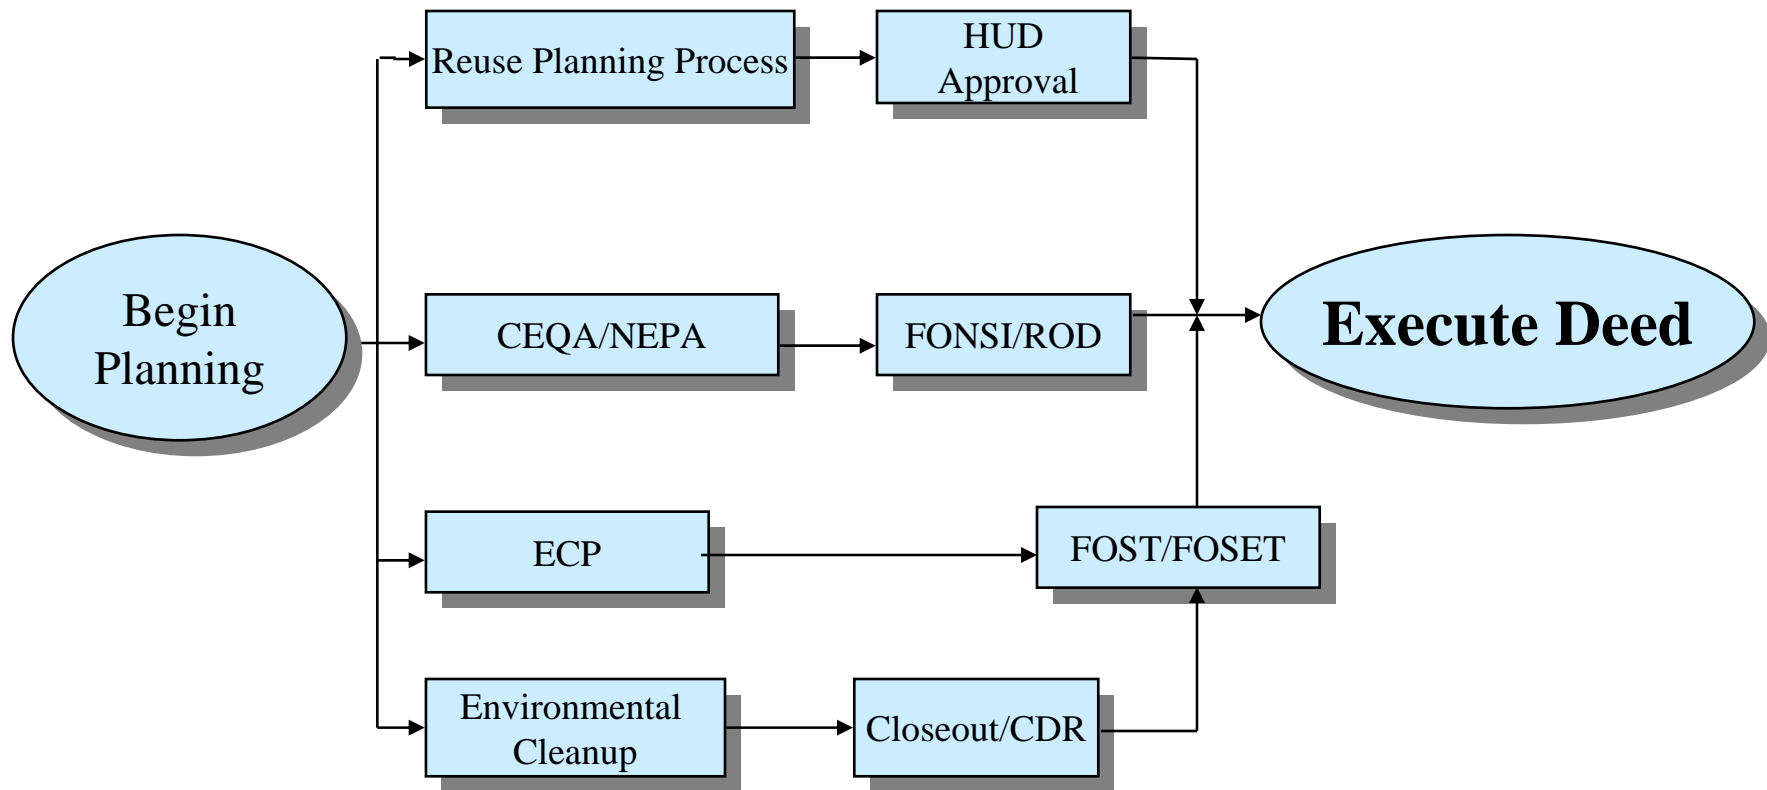 Reuse Planning Process
HUD
Approval
Begin
Planning
CEQA/NEPA
FONSI/ROD
Execute Deed
ECP
FOST/FOSET
Environmental
Cleanup
Closeout/CDR